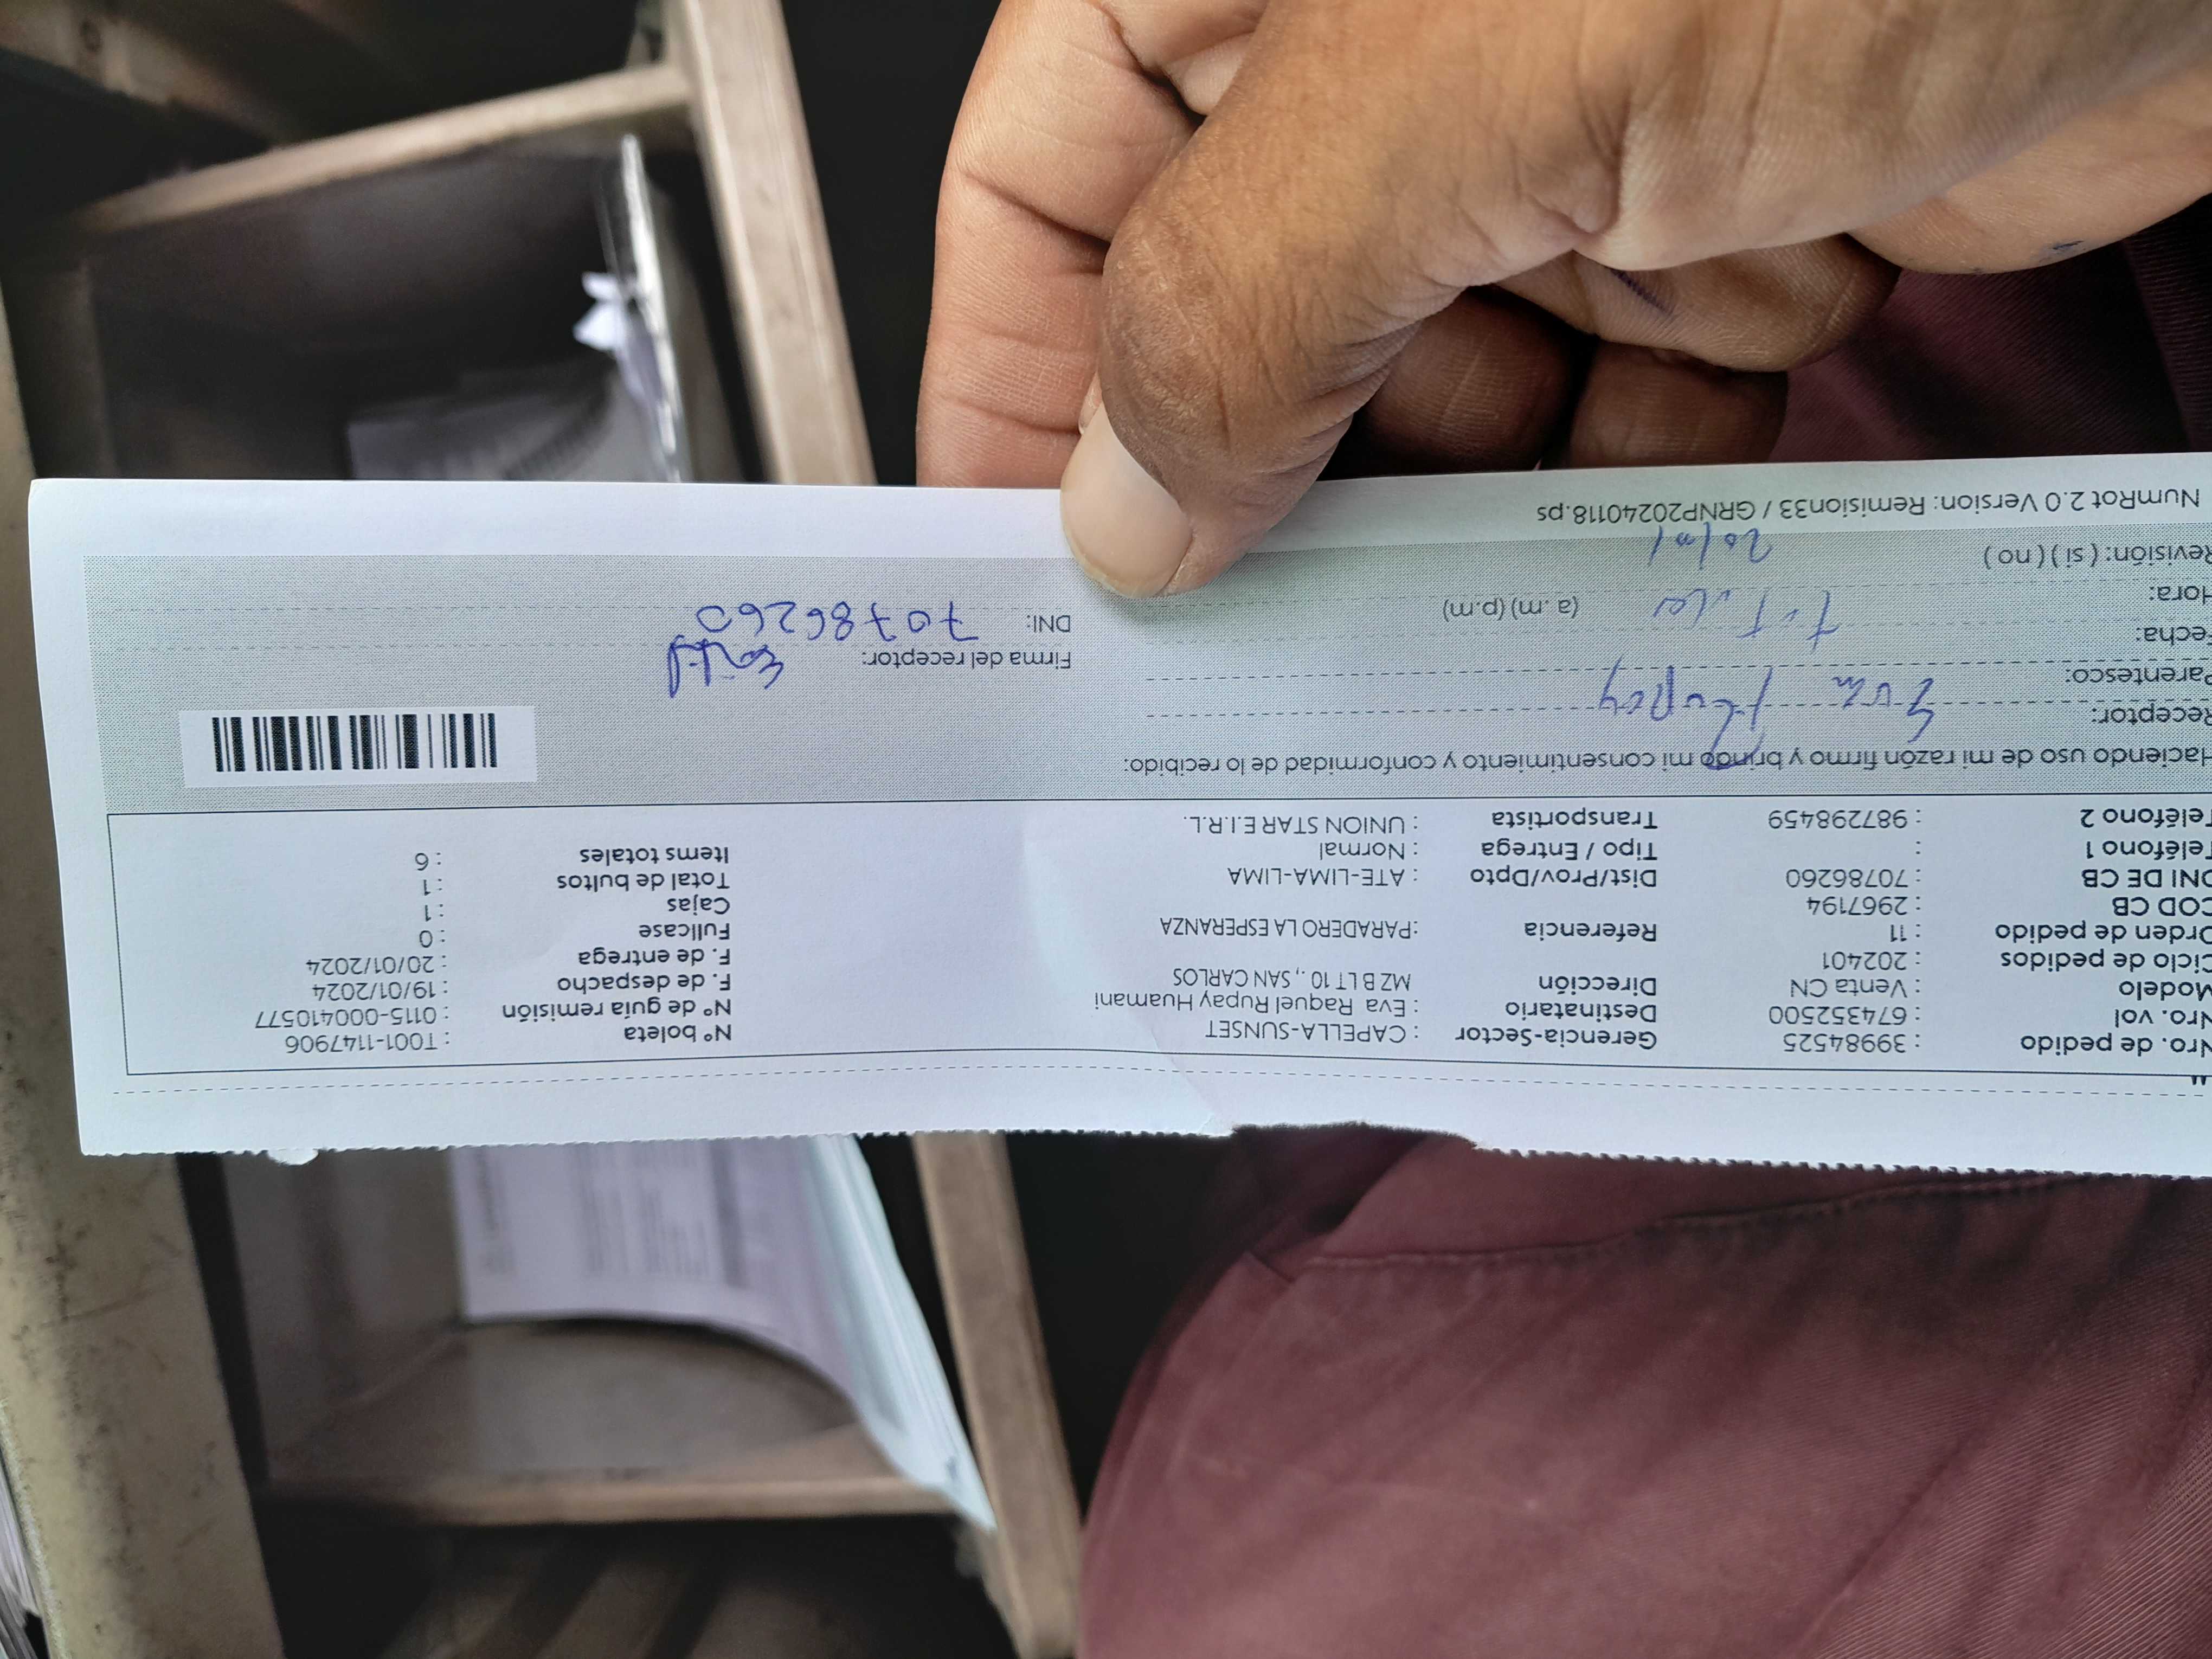 Nro. de pedido : 39984525 Gerencia-Sector : CAPELLA-SUNSET N° boleta : T001-1147906
Nro. vol. : 674352500 Destinatario : Eva Raquel Rupay Huamani N° de guía remisión : 0115-000410577
Modelo : Venta CN Dirección MZ B LT 10 ., SAN CARLOS F. de despacho : 19/01/2024
Ciclo de pedidos : 202401 F. de entrega : 20/01/2024
Orden de pedido : 11 Referencia :PARADERO LA ESPERANZA Fullcase : 0
COD CB : 2967194 Cajas : 1
DNI DE CB : 70786260 Dist/Prov/Dpto : ATE-LIMA-LIMA Total de bultos : 1
Teléfono 1 : Tipo / Entrega : Normal Items totales : 6
Teléfono 2 : 987298459 Transportista : UNION STAR E.I.R.L.
Haciendo uso de mi razón firmo y brindo mi consentimiento y conformidad de lo recibido:
Receptor: Eva Rupay
Parentesco:
Firma del receptor:
Fecha:
DNI: 70786260
Hora: (a. m) (p.m)
Revisión: ( si ) ( no )
NumRot 2.0 Version: Remision33 / GRNP20240118.ps